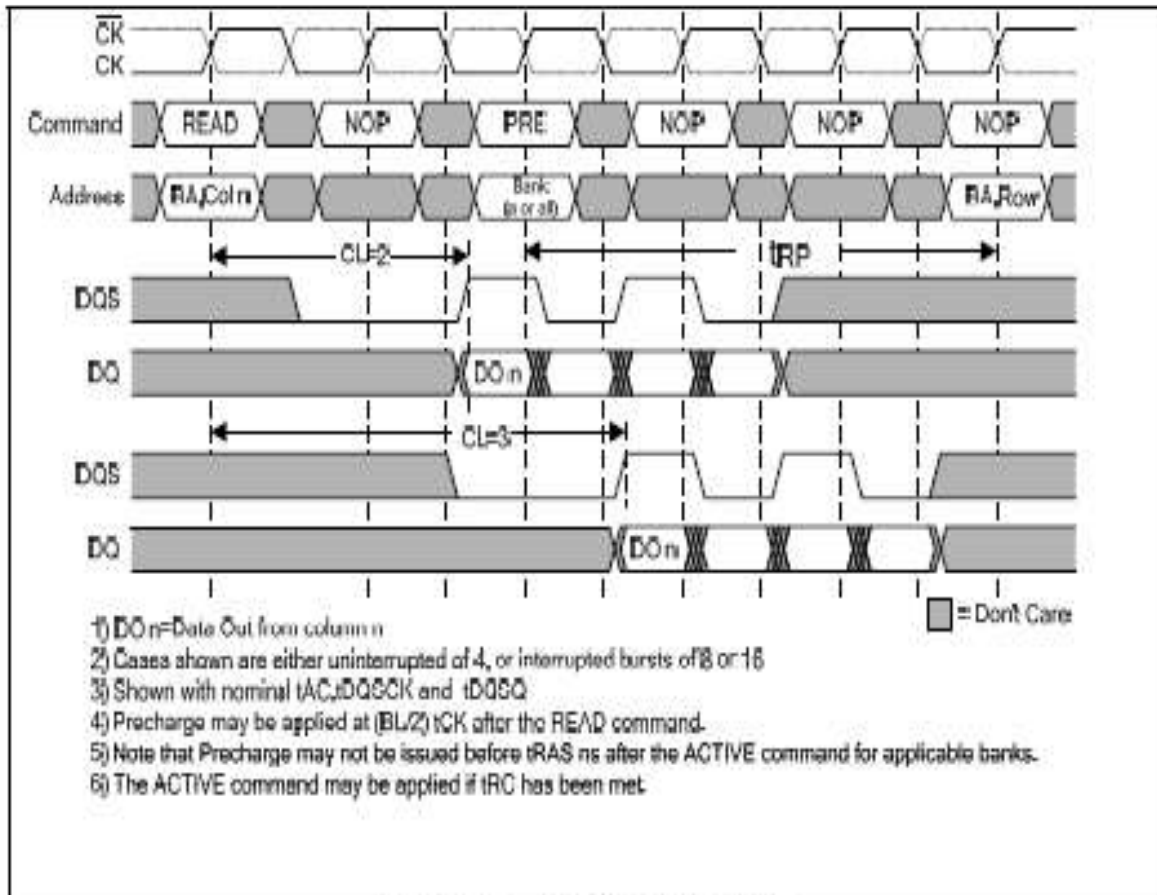 CK
CK
Command READ NOP PRE NOP NOP NOP
Address BA,Col n Bank (a or all) BA,Row
CL=2 tRP
DQS
DQ DO n
CL=3
DQS
DQ DO n
= Don't Care
1) DO n=Data Out from column n
2) Cases shown are either uninterrupted of 4, or interrupted bursts of 8 or 16
3) Shown with nominal tAC,tDQSCK and tDQSQ
4) Precharge may be applied at (BL/2) tCK after the READ command.
5) Note that Precharge may not be issued before tRAS ns after the ACTIVE command for applicable banks.
6) The ACTIVE command may be applied if tRC has been met.